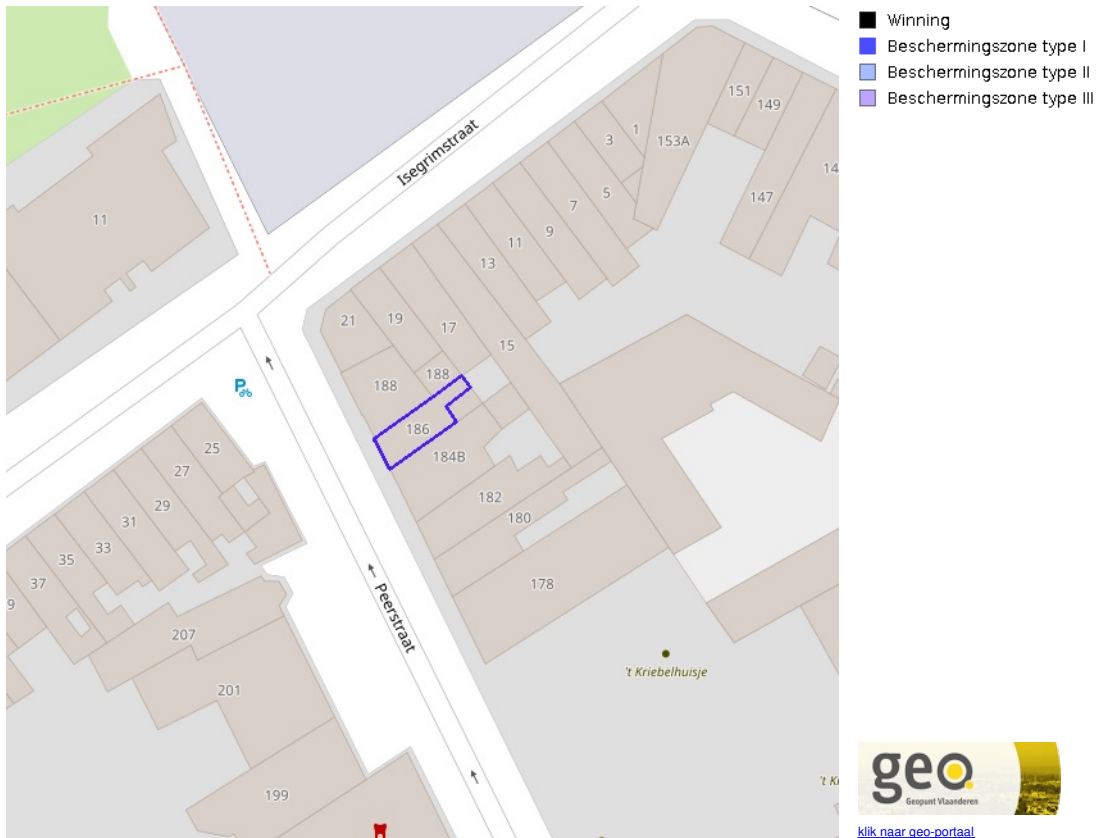 Winning
Beschermingszone type I
Beschermingszone type II
Beschermingszone type III
151
149
1
3
153A
14
Isegrimstraat
5
147
7
11
9
11
13
21
19
17
15
188
188
186
184B
25
27
182
29
180
31
33
35
37
9
178
Peerstraat
207
't Kriebelhuisje
201
199
't K
P
geo
Geopunt Vlaanderen
klik naar geo-portaal